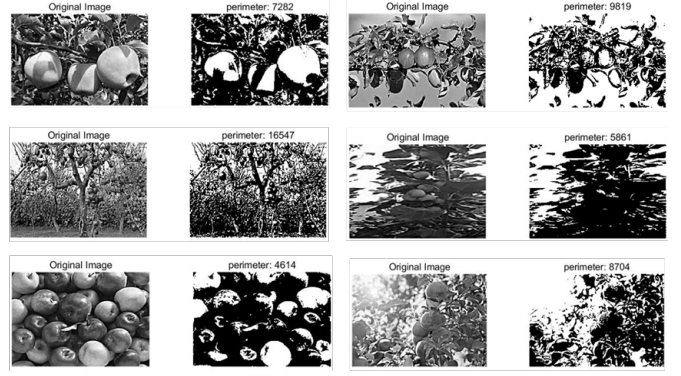 Original Image perimeter: 7282 Original Image perimeter: 9819
Original Image perimeter: 16547 Original Image perimeter: 5861
Original Image perimeter: 4614 Original Image perimeter: 8704